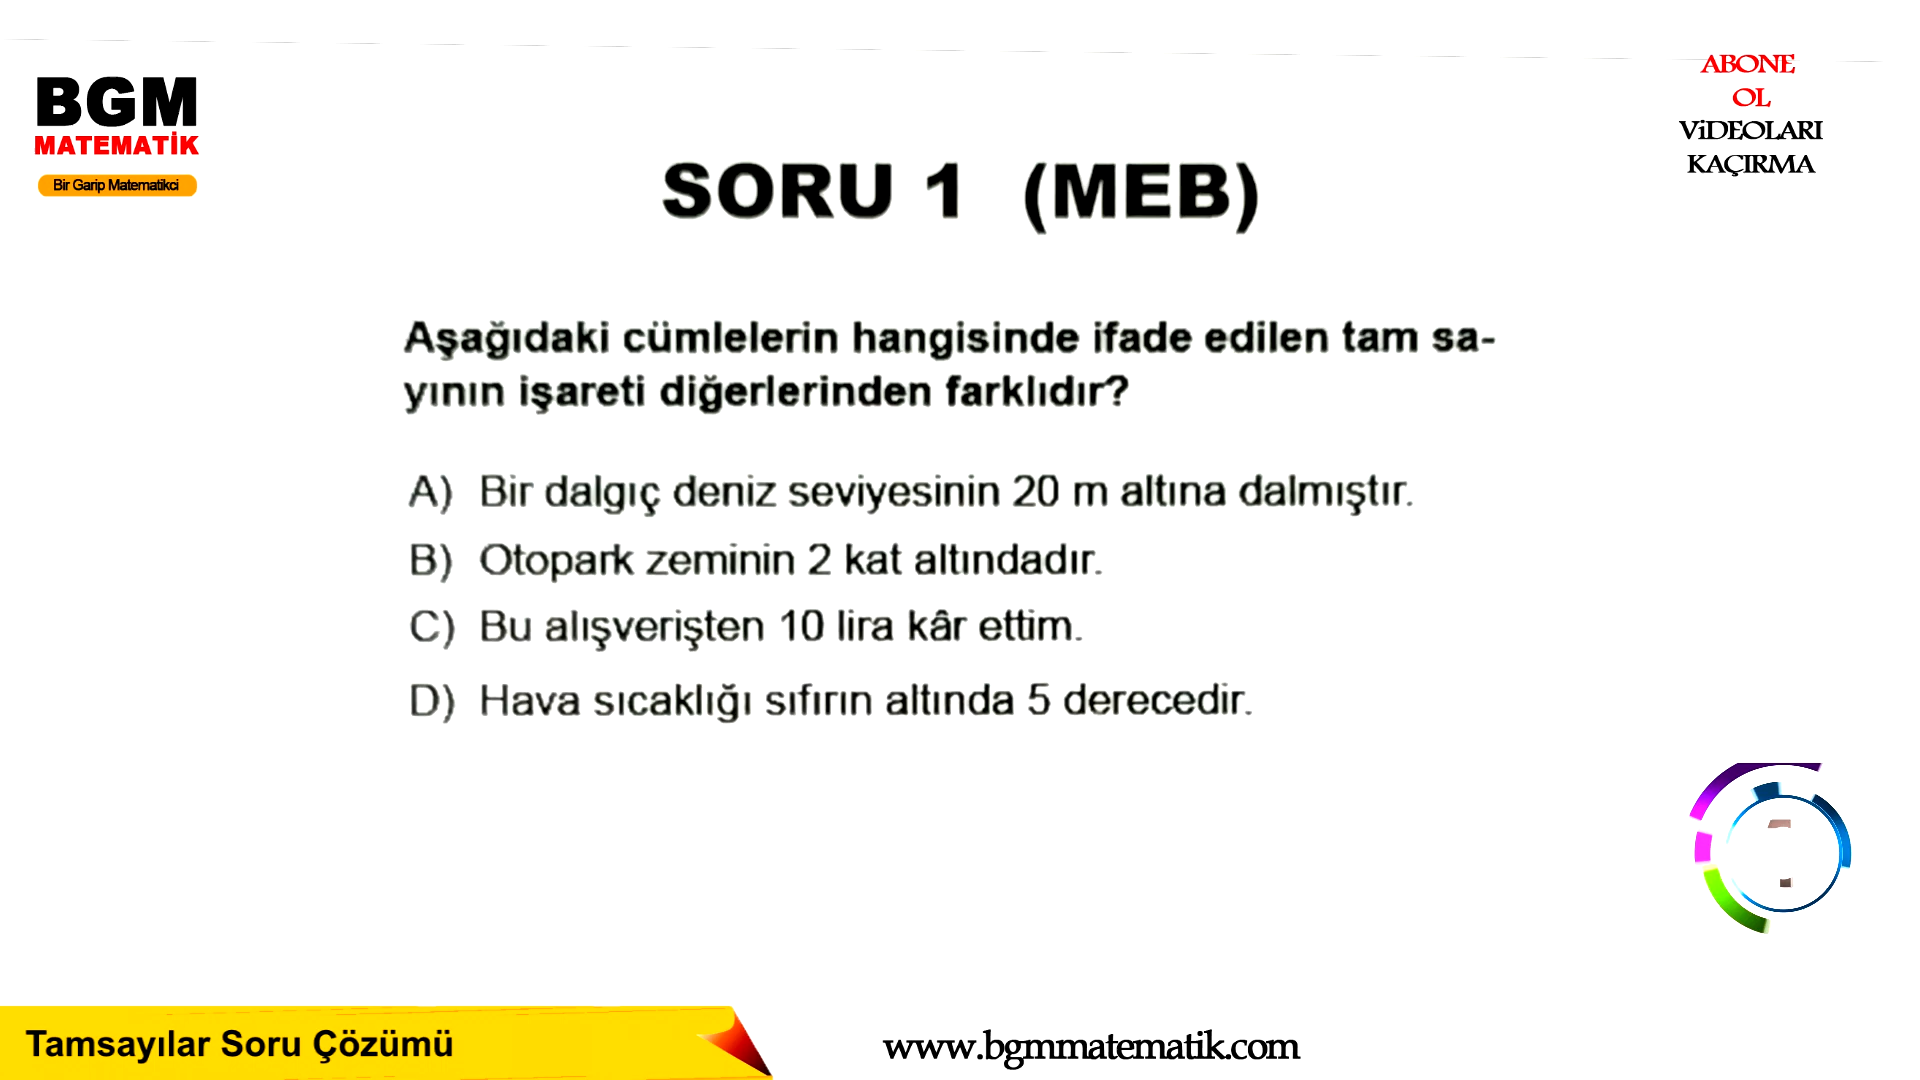 BGM
MATEMATİK
Bir Garip Matematikci
ABONE
OL
ViDEOLARI
KAÇIRMA
SORU 1 (MEB)
Aşağıdaki cümlelerin hangisinde ifade edilen tam sa-
yının işareti diğerlerinden farklıdır?
A) Bir dalgıç deniz seviyesinin 20 m altına dalmıştır.
B) Otopark zeminin 2 kat altındadır.
C) Bu alışverişten 10 lira kâr ettim.
D) Hava sıcaklığı sıfırın altında 5 derecedir.
Tamsayılar Soru Çözümü
www.bgmmatematik.com